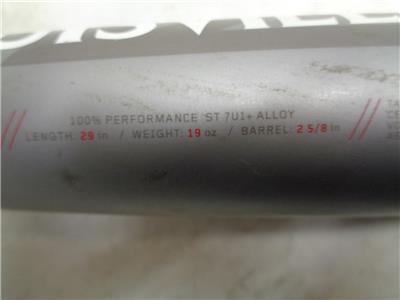 100% PERFORMANCE ST 7U1+ ALLOY
// LENGTH: 29 in / WEIGHT: 19 oz / BARREL: 2 5/8 in //